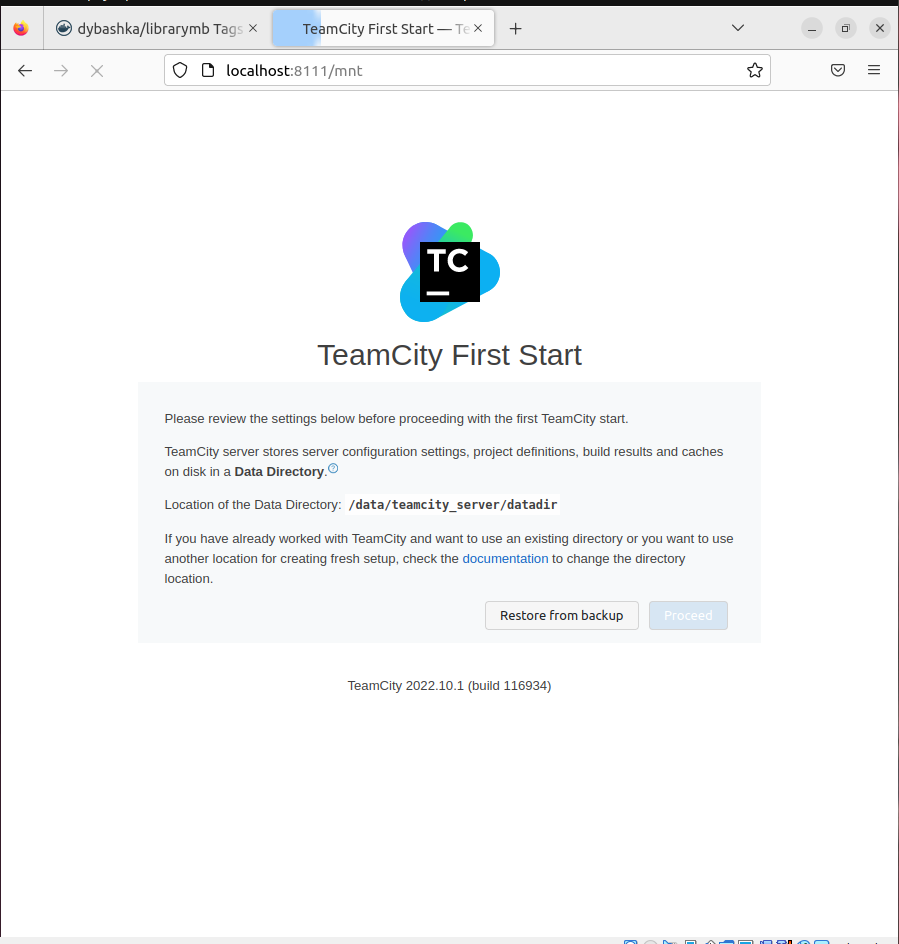 dybashka/librarymb Tags
TeamCity First Start — Te
localhost:8111/mnt
TC
TeamCity First Start
Please review the settings below before proceeding with the first TeamCity start.
TeamCity server stores server configuration settings, project definitions, build results and caches
on disk in a Data Directory.?
Location of the Data Directory: /data/teamcity_server/datadir
If you have already worked with TeamCity and want to use an existing directory or you want to use
another location for creating fresh setup, check the documentation to change the directory
location.
Restore from backup
Proceed
TeamCity 2022.10.1 (build 116934)